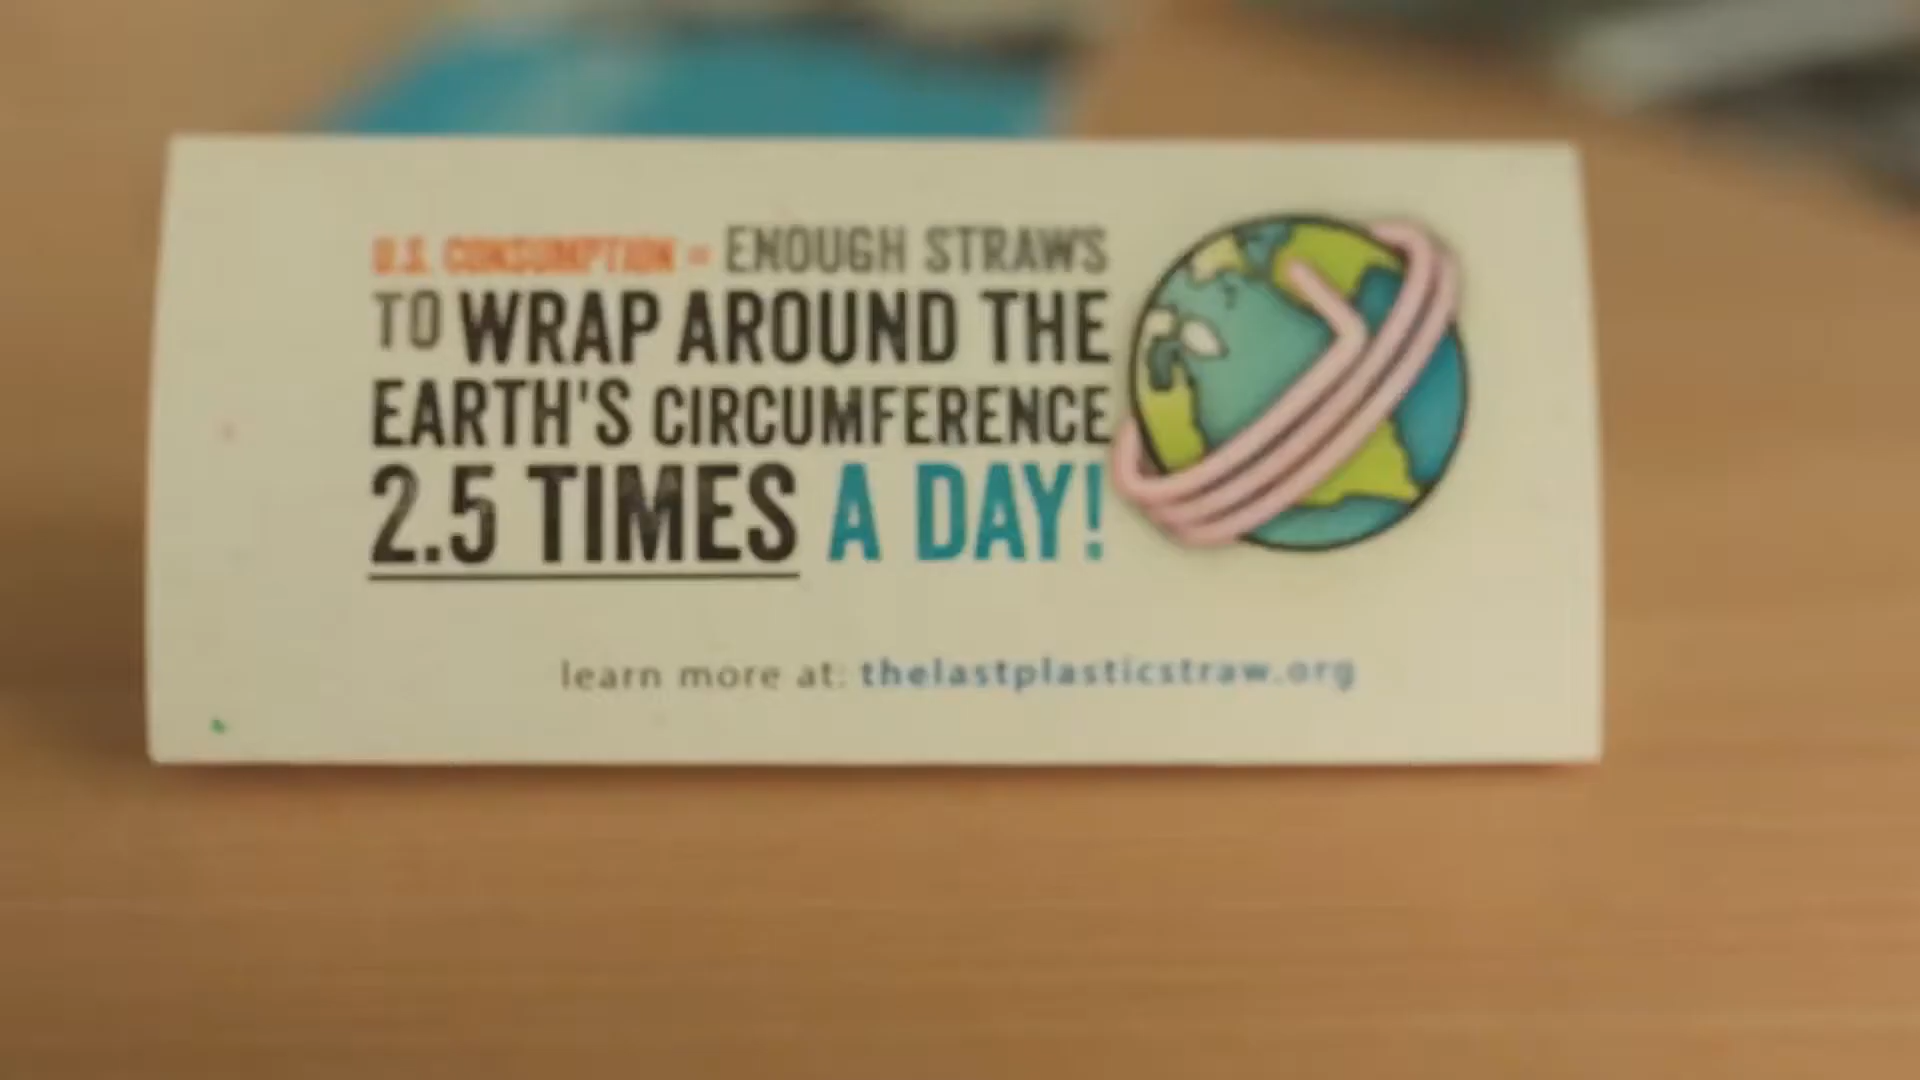 U.S. CONSUMPTION = ENOUGH STRAWS
TO WRAP AROUND THE
EARTH'S CIRCUMFERENCE
2.5 TIMES A DAY!
learn more at: thelastplasticstraw.org